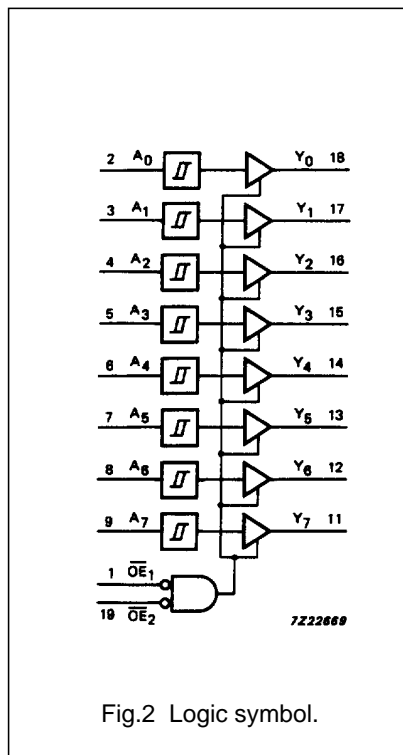 2 A0 Y0 18
3 A1 Y1 17
4 A2 Y2 16
5 A3 Y3 15
6 A4 Y4 14
7 A5 Y5 13
8 A6 Y6 12
9 A7 Y7 11
1 OE1
19 OE2
7Z22669
Fig.2 Logic symbol.